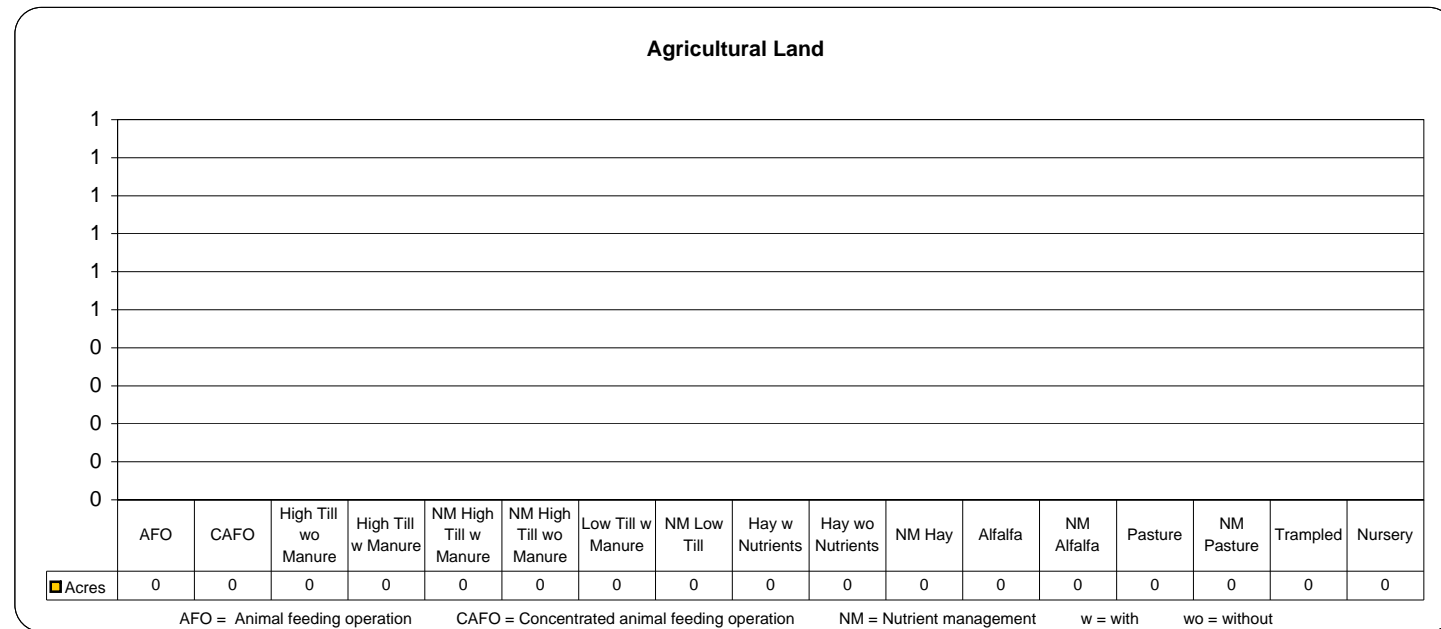 Agricultural Land
1
1
1
1
1
1
0
0
0
0
0
AFO
CAFO
High Till
wo
Manure
High Till
w Manure
NM High
Till w
Manure
NM High
Till wo
Manure
Low Till w
Manure
NM Low
Till
Hay w
Nutrients
Hay wo
Nutrients
NM Hay
Alfalfa
NM
Alfalfa
Pasture
NM
Pasture
Trampled
Nursery
Acres 0 0 0 0 0 0 0 0 0 0 0 0 0 0 0 0 0
AFO = Animal feeding operation CAFO = Concentrated animal feeding operation NM = Nutrient management w = with wo = without